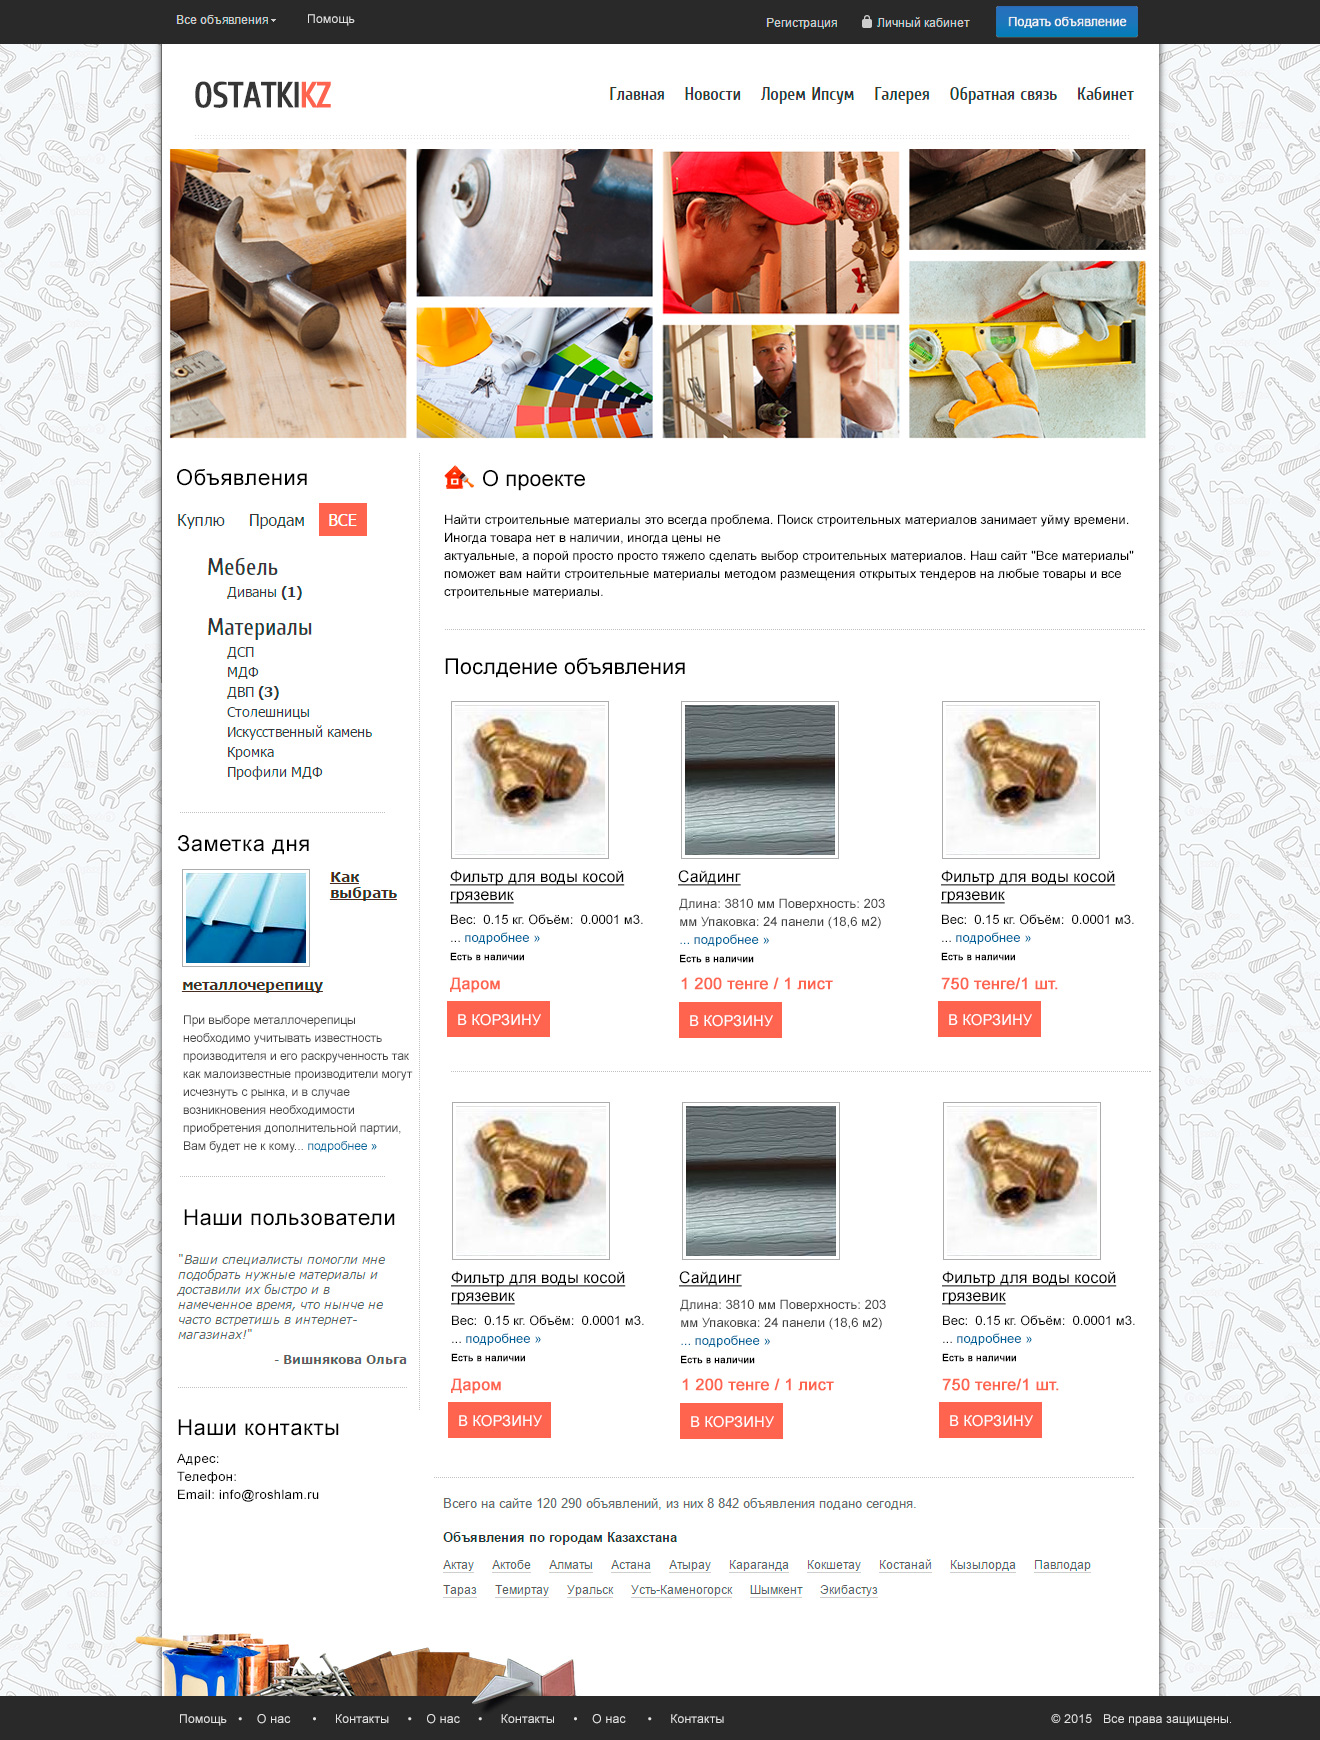 Все объявления
Помощь
Регистрация
Личный кабинет
Подать объявление
OSTATKIKZ
Главная Новости Лорем Ипсум Галерея Обратная связь Кабинет
Объявления
Куплю Продам ВСЕ
Мебель
Диваны (1)
Материалы
ДСП
МДФ
ДВП (3)
Столешницы
Искусственный камень
Кромка
Профили МДФ
Заметка дня
Как
выбрать
металлочерепицу
При выборе металлочерепицы
необходимо учитывать известность
производителя и его раскрученность так
как малоизвестные производители могут
исчезнуть с рынка, и в случае
возникновения необходимости
приобретения дополнительной партии,
Вам будет не к кому... подробнее »
Наши пользователи
"Ваши специалисты помогли мне
подобрать нужные материалы и
доставили их быстро и в
намеченное время, что нынче не
часто встретишь в интернет-
магазинах!"
- Вишнякова Ольга
Наши контакты
Адрес:
Телефон:
Email: info@roshlam.ru
О проекте
Найти строительные материалы это всегда проблема. Поиск строительных материалов занимает уйму времени.
Иногда товара нет в наличии, иногда цены не
актуальные, а порой просто просто тяжело сделать выбор строительных материалов. Наш сайт "Все материалы"
поможет вам найти строительные материалы методом размещения открытых тендеров на любые товары и все
строительные материалы.
Послдение объявления
Фильтр для воды косой
грязевик
Вес: 0.15 кг. Объём: 0.0001 м3.
... подробнее »
Есть в наличии
Даром
В КОРЗИНУ
Сайдинг
Длина: 3810 мм Поверхность: 203
мм Упаковка: 24 панели (18,6 м2)
... подробнее »
Есть в наличии
1 200 тенге / 1 лист
В КОРЗИНУ
Фильтр для воды косой
грязевик
Вес: 0.15 кг. Объём: 0.0001 м3.
... подробнее »
Есть в наличии
750 тенге/1 шт.
В КОРЗИНУ
Фильтр для воды косой
грязевик
Вес: 0.15 кг. Объём: 0.0001 м3.
... подробнее »
Есть в наличии
Даром
В КОРЗИНУ
Сайдинг
Длина: 3810 мм Поверхность: 203
мм Упаковка: 24 панели (18,6 м2)
... подробнее »
Есть в наличии
1 200 тенге / 1 лист
В КОРЗИНУ
Фильтр для воды косой
грязевик
Вес: 0.15 кг. Объём: 0.0001 м3.
... подробнее »
Есть в наличии
750 тенге/1 шт.
В КОРЗИНУ
Всего на сайте 120 290 объявлений, из них 8 842 объявления подано сегодня.
Объявления по городам Казахстана
Актау Актобе Алматы Астана Атырау Караганда Кокшетау Костанай Кызылорда Павлодар
Тараз Темиртау Уральск Усть-Каменогорск Шымкент Экибастуз
Помощь • О нас • Контакты • О нас • Контакты • О нас • Контакты
© 2015 Все права защищены.